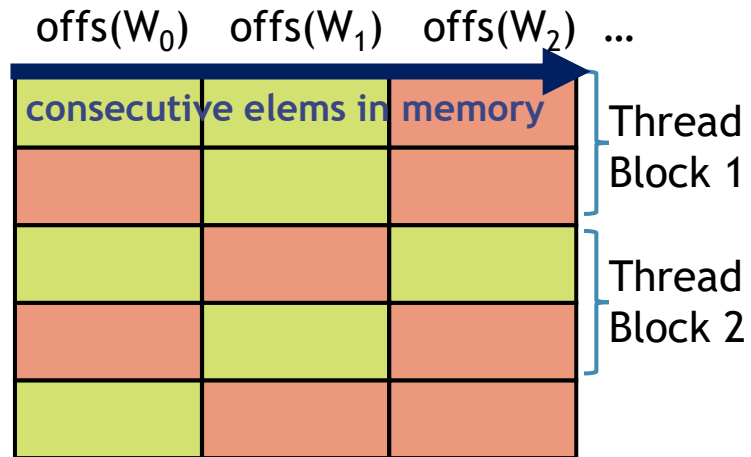 offs(W₀) offs(W₁) offs(W₂) ...
consecutive elems in memory
Thread
Block 1
Thread
Block 2